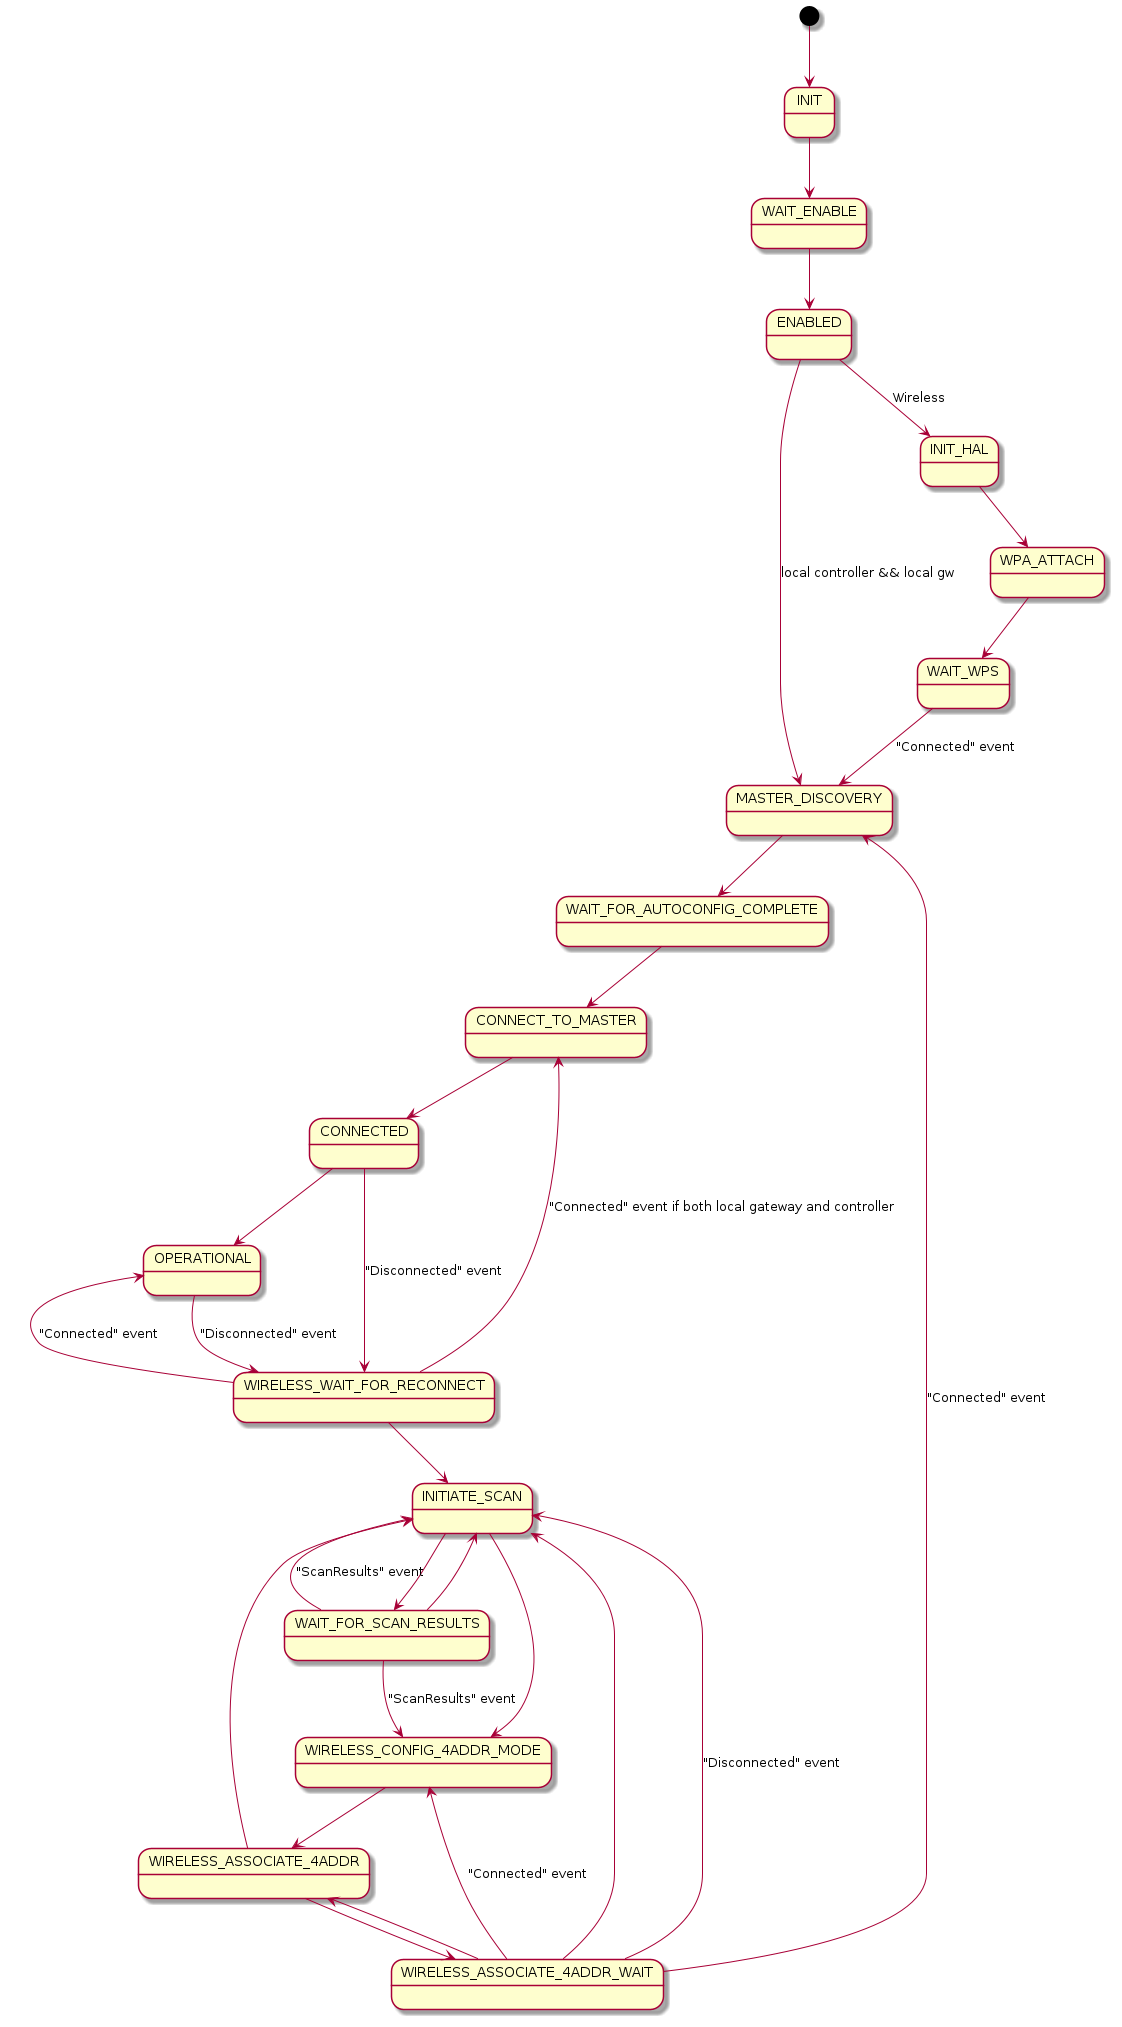 INIT
WAIT_ENABLE
ENABLED
Wireless
INIT_HAL
WPA_ATTACH
local controller && local gw
WAIT_WPS
"Connected" event
MASTER_DISCOVERY
WAIT_FOR_AUTOCONFIG_COMPLETE
CONNECT_TO_MASTER
CONNECTED
"Connected" event if both local gateway and controller
OPERATIONAL
"Disconnected" event
"Connected" event
"Disconnected" event
WIRELESS_WAIT_FOR_RECONNECT
"Connected" event
INITIATE_SCAN
"ScanResults" event
WAIT_FOR_SCAN_RESULTS
"ScanResults" event
WIRELESS_CONFIG_4ADDR_MODE
"Disconnected" event
WIRELESS_ASSOCIATE_4ADDR
"Connected" event
WIRELESS_ASSOCIATE_4ADDR_WAIT